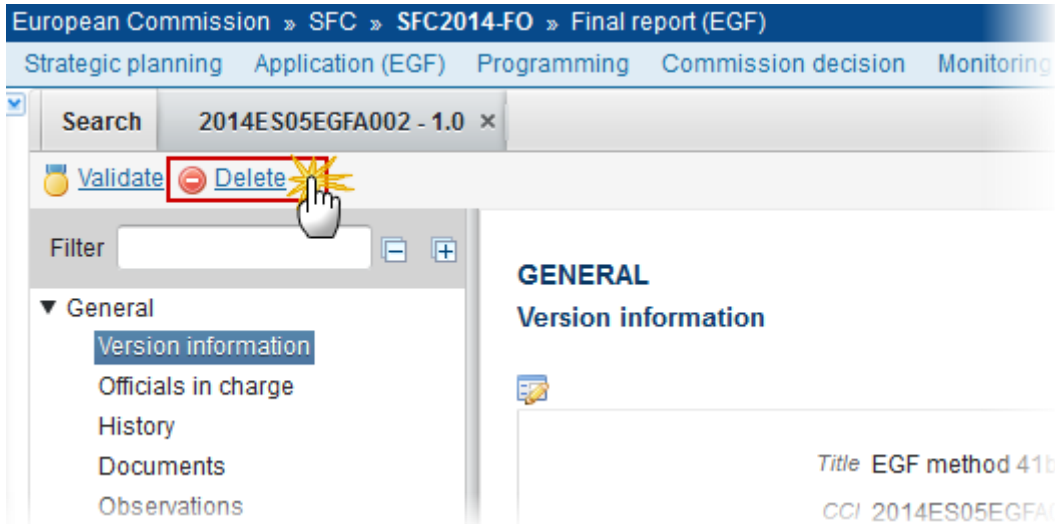 European Commission » SFC » SFC2014-FO » Final report (EGF)
Strategic planning Application (EGF) Programming Commission decision Monitoring
Search 2014ES05EGFA002 - 1.0 ×
Validate Delete
Filter
GENERAL
▼ General
Version information
Version information
Officials in charge
History
Documents
Title EGF method 41b
Observations
CCI 2014ES05EGFA